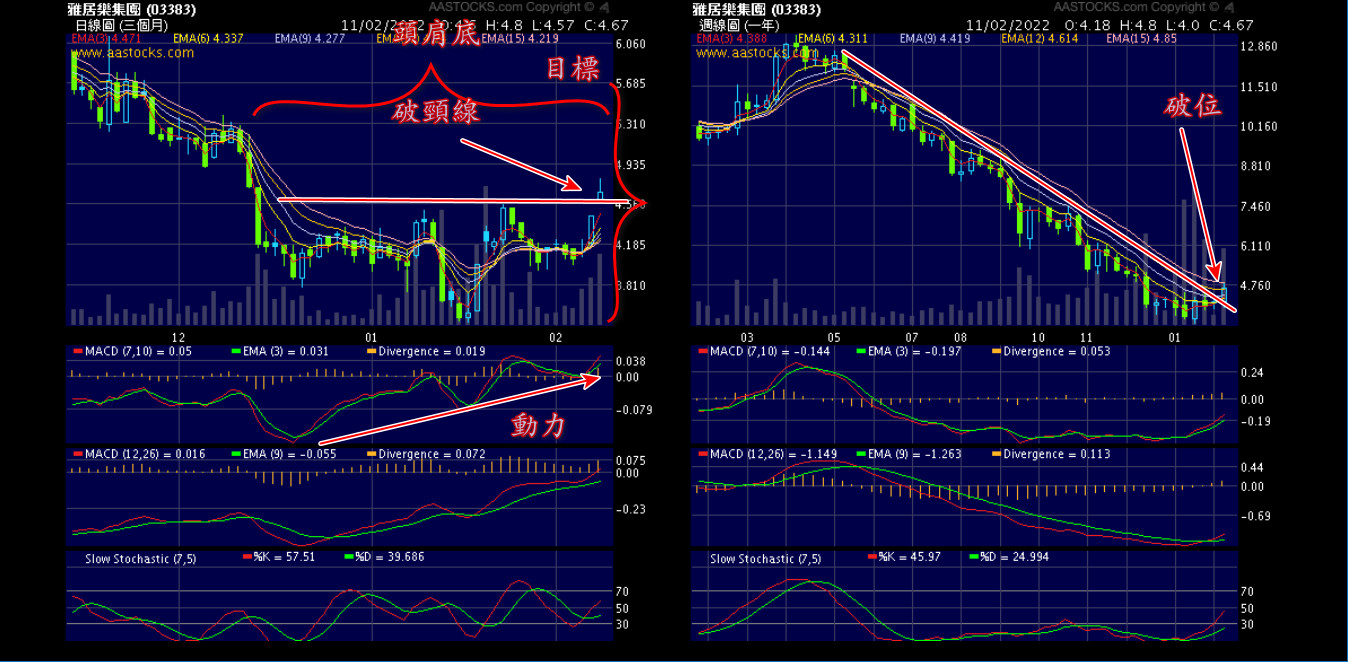 雅居樂集團 (03383)
AASTOCKS.com Copyright ©
日線圖 (三個月)
11/02/2022
H:4.8 L:4.57 C:4.67
EMA(3) 4.471 EMA(6) 4.337 EMA(9) 4.277 EMA(15) 4.219
www.aastocks.com
頭肩底
目標
破頸線
6.060
5.685
5.310
4.935
4.560
4.185
3.810
12 01 02
MACD (7,10) = 0.05 EMA (3) = 0.031 Divergence = 0.019
0.038
0.00
-0.079
動力
MACD (12,26) = 0.016 EMA (9) = -0.055 Divergence = 0.072
0.075
0.00
-0.23
Slow Stochastic (7,5) %K = 57.51 %D = 39.686
70
50
30
雅居樂集團 (03383)
AASTOCKS.com Copyright ©
週線圖 (一年)
11/02/2022 O:4.18 H:4.8 L:4.0 C:4.67
EMA(3) 4.388 EMA(6) 4.311 EMA(9) 4.419 EMA(12) 4.614 EMA(15) 4.85
www.aastocks.com
破位
12.860
11.510
10.160
8.810
7.460
6.110
4.760
03 05 07 08 10 11 01
MACD (7,10) = -0.144 EMA (3) = -0.197 Divergence = 0.053
0.24
0.00
-0.19
MACD (12,26) = -1.149 EMA (9) = -1.263 Divergence = 0.113
0.44
0.00
-0.69
Slow Stochastic (7,5) %K = 45.97 %D = 24.994
70
50
30